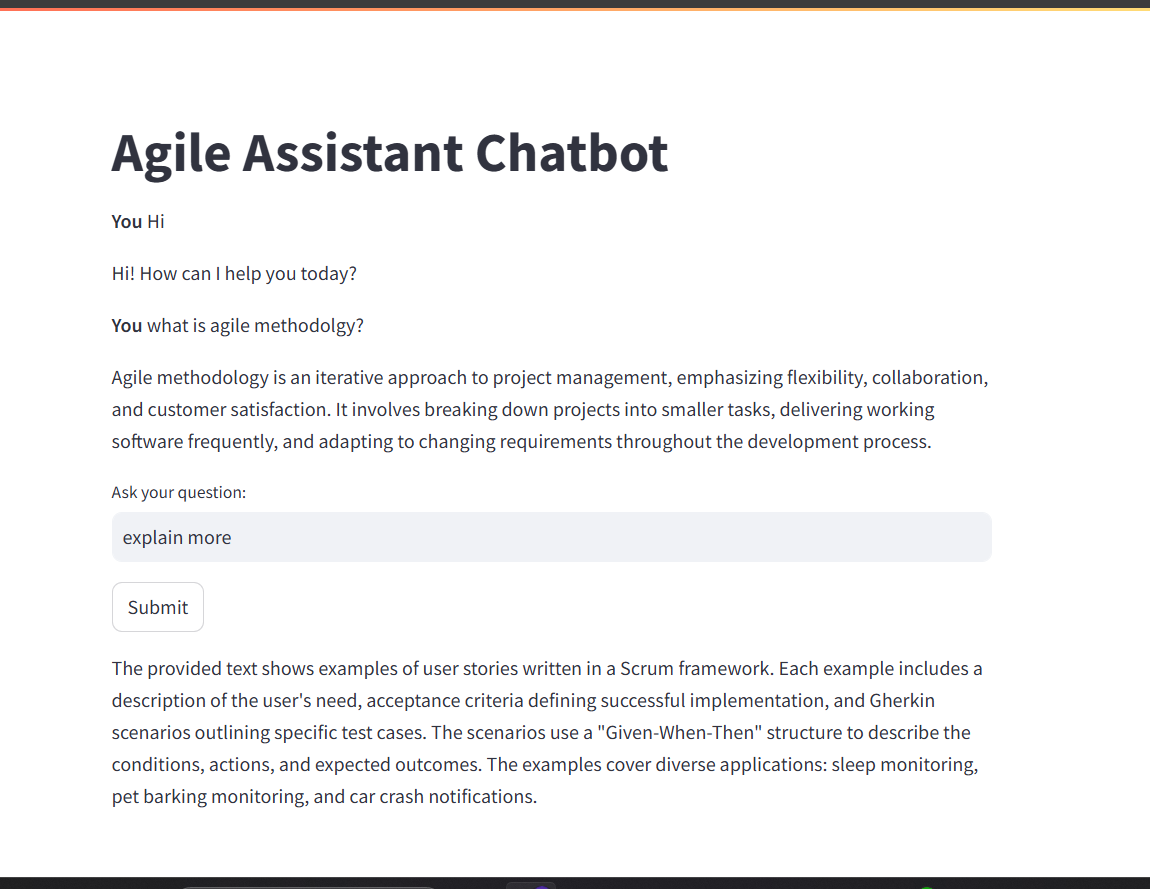 Agile Assistant Chatbot
You Hi
Hi! How can I help you today?
You what is agile methodolgy?
Agile methodology is an iterative approach to project management, emphasizing flexibility, collaboration,
and customer satisfaction. It involves breaking down projects into smaller tasks, delivering working
software frequently, and adapting to changing requirements throughout the development process.
Ask your question:
explain more
Submit
The provided text shows examples of user stories written in a Scrum framework. Each example includes a
description of the user's need, acceptance criteria defining successful implementation, and Gherkin
scenarios outlining specific test cases. The scenarios use a "Given-When-Then" structure to describe the
conditions, actions, and expected outcomes. The examples cover diverse applications: sleep monitoring,
pet barking monitoring, and car crash notifications.